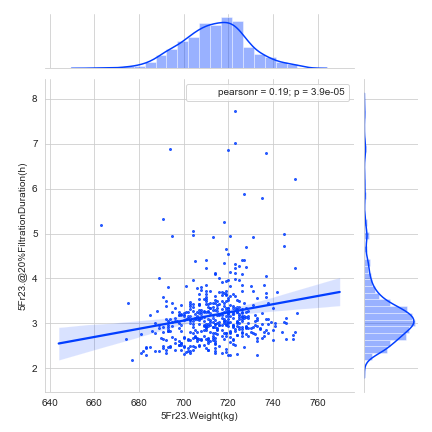 pearsonr = 0.19; p = 3.9e-05
8
7
6
5
4
3
2
5Fr23.@20%FiltrationDuration(h)
640 660 680 700 720 740 760
5Fr23.Weight(kg)